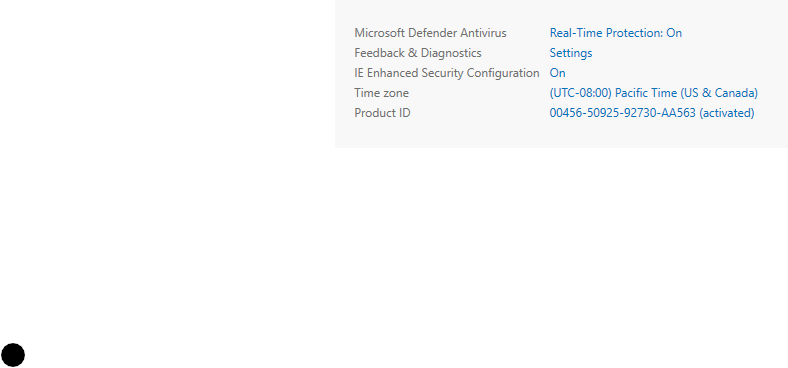 Microsoft Defender Antivirus Real-Time Protection: On
Feedback & Diagnostics Settings
IE Enhanced Security Configuration On
Time zone (UTC-08:00) Pacific Time (US & Canada)
Product ID 00456-50925-92730-AA563 (activated)